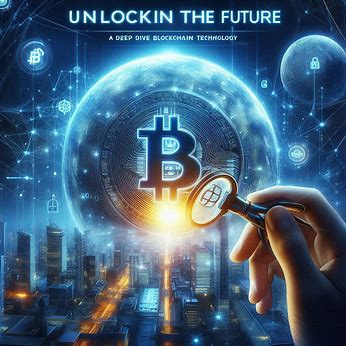 UNLOCKIN THE FUTURE
A DEEP DIVE BLOCKCHAIN TECHNOLOGY